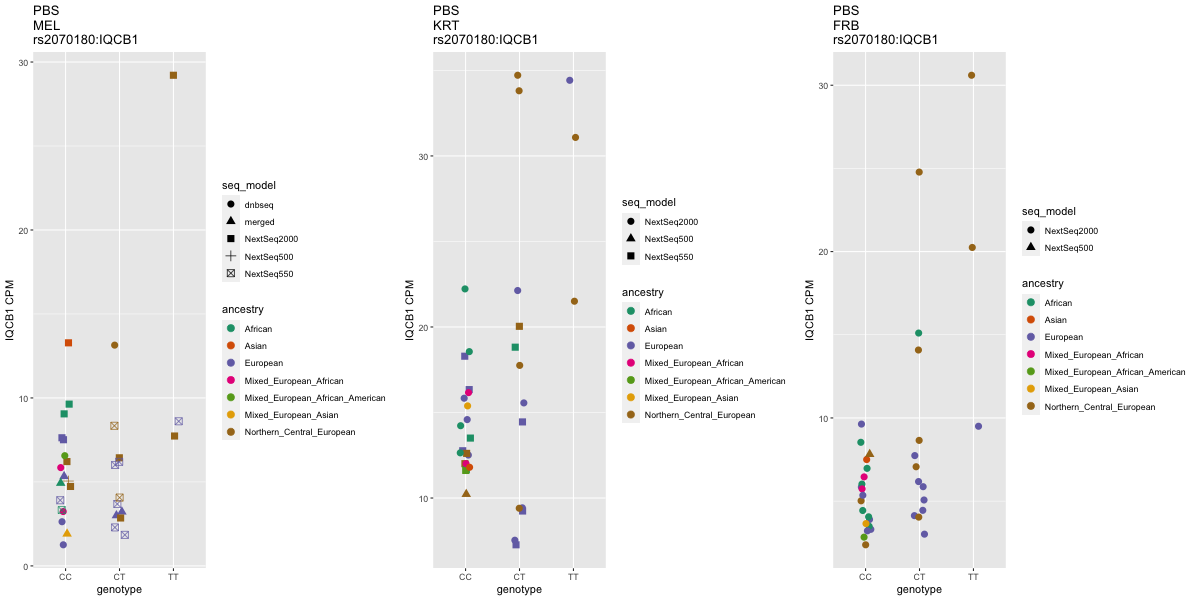 PBS
MEL
rs2070180:IQCB1
30
20
10
0
IQCB1 CPM
CC
CT
TT
genotype
seq_model
dnbseq
merged
NextSeq2000
NextSeq500
NextSeq550
ancestry
African
Asian
European
Mixed_European_African
Mixed_European_African_American
Mixed_European_Asian
Northern_Central_European
PBS
KRT
rs2070180:IQCB1
30
20
10
IQCB1 CPM
CC
CT
TT
genotype
seq_model
NextSeq2000
NextSeq500
NextSeq550
ancestry
African
Asian
European
Mixed_European_African
Mixed_European_African_American
Mixed_European_Asian
Northern_Central_European
PBS
FRB
rs2070180:IQCB1
30
20
10
IQCB1 CPM
CC
CT
TT
genotype
seq_model
NextSeq2000
NextSeq500
ancestry
African
Asian
European
Mixed_European_African
Mixed_European_African_American
Mixed_European_Asian
Northern_Central_European